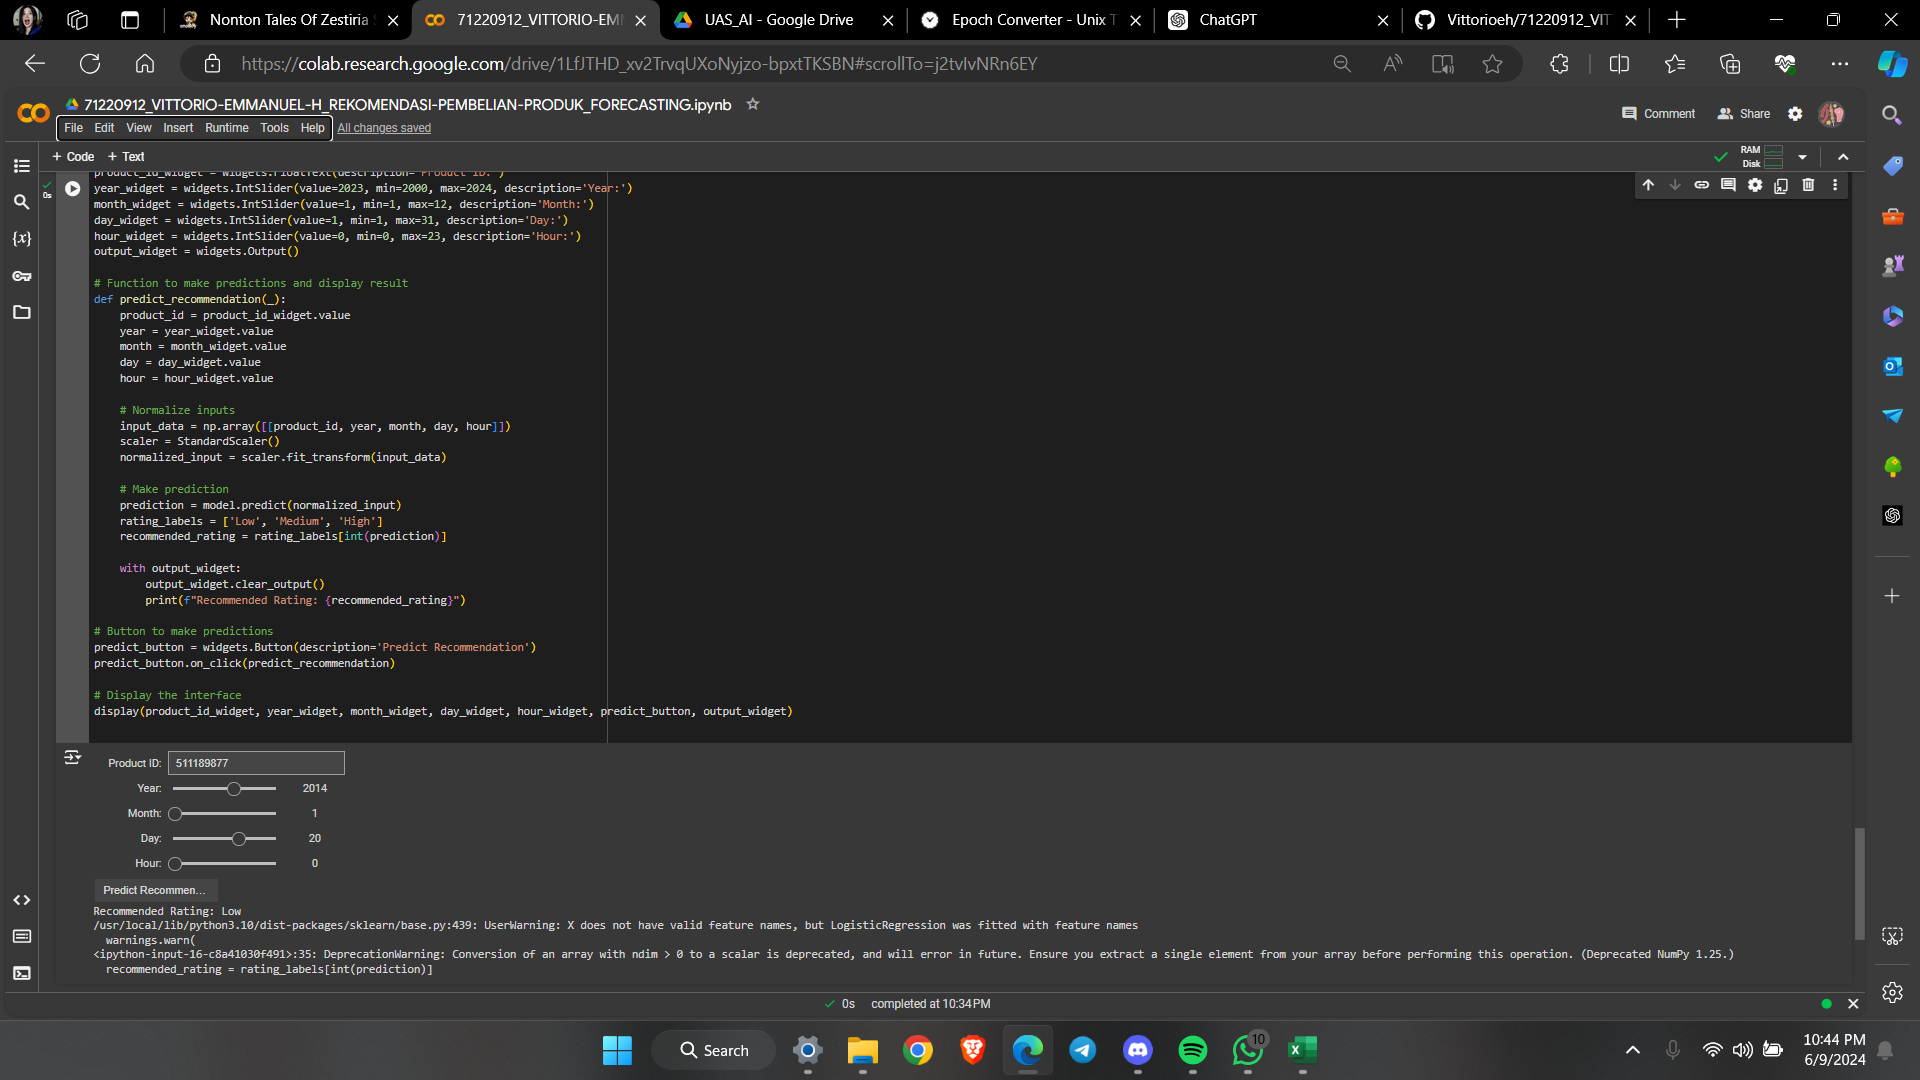 Nonton Tales Of Zestiria
71220912_VITTORIO-EM
UAS_AI - Google Drive
Epoch Converter - Unix T
ChatGPT
Vittorioeh/71220912_VIT
https://colab.research.google.com/drive/1LfJTHD_xv2TrvqUXoNyjzo-bpxtTKSBN#scrollTo=j2tvIvNRn6EY
71220912_VITTORIO-EMMANUEL-H_REKOMENDASI-PEMBELIAN-PRODUK_FORECASTING.ipynb
Comment
Share
File Edit View Insert Runtime Tools Help All changes saved
+ Code + Text
RAM
Disk
0s
product_id_widget = widgets.FloatText(description='Product ID:')
year_widget = widgets.IntSlider(value=2023, min=2000, max=2024, description='Year:')
month_widget = widgets.IntSlider(value=1, min=1, max=12, description='Month:')
day_widget = widgets.IntSlider(value=1, min=1, max=31, description='Day:')
hour_widget = widgets.IntSlider(value=0, min=0, max=23, description='Hour:')
output_widget = widgets.Output()
# Function to make predictions and display result
def predict_recommendation(_):
product_id = product_id_widget.value
year = year_widget.value
month = month_widget.value
day = day_widget.value
hour = hour_widget.value
# Normalize inputs
input_data = np.array([[product_id, year, month, day, hour]])
scaler = StandardScaler()
normalized_input = scaler.fit_transform(input_data)
# Make prediction
prediction = model.predict(normalized_input)
rating_labels = ['Low', 'Medium', 'High']
recommended_rating = rating_labels[int(prediction)]
with output_widget:
output_widget.clear_output()
print(f"Recommended Rating: {recommended_rating}")
# Button to make predictions
predict_button = widgets.Button(description='Predict Recommendation')
predict_button.on_click(predict_recommendation)
# Display the interface
display(product_id_widget, year_widget, month_widget, day_widget, hour_widget, predict_button, output_widget)
Product ID: 511189877
Year: 2014
Month: 1
Day: 20
Hour: 0
Predict Recommen...
Recommended Rating: Low
/usr/local/lib/python3.10/dist-packages/sklearn/base.py:439: UserWarning: X does not have valid feature names, but LogisticRegression was fitted with feature names
warnings.warn(
<ipython-input-16-c8a41030f491>:35: DeprecationWarning: Conversion of an array with ndim > 0 to a scalar is deprecated, and will error in future. Ensure you extract a single element from your array before performing this operation. (Deprecated NumPy 1.25.)
recommended_rating = rating_labels[int(prediction)]
0s completed at 10:34 PM
Search
10
10:44 PM
6/9/2024